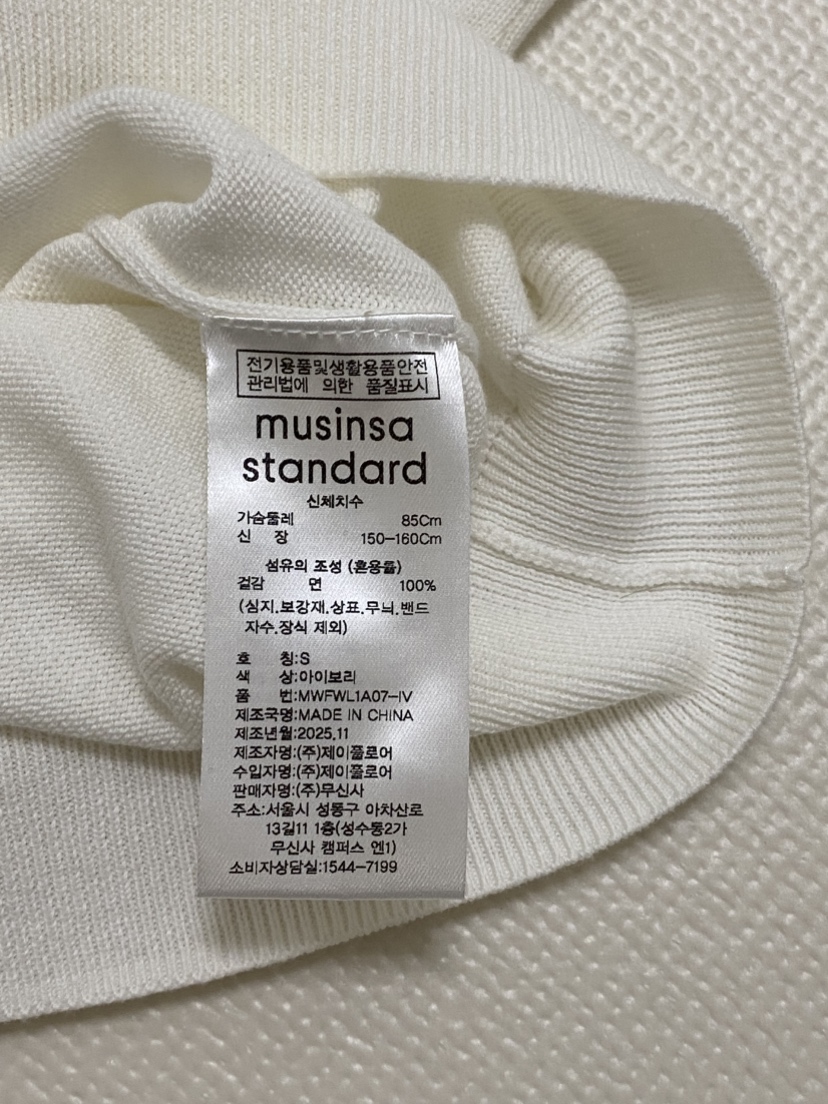 전기용품및생활용품안전
관리법에 의한 품질표시
musinsa
standard
신체치수
가슴둘레 85Cm
신 장 150-160Cm
섬유의 조성 (혼용율)
겉감 면 100%
(심지.보강재.상표.무늬.밴드
자수.장식 제외)
호 칭:S
색 상:아이보리
품 번:MWFWL1A07-IV
제조국명:MADE IN CHINA
제조년월:2025.11
제조자명:(주)제이플로어
수입자명:(주)제이플로어
판매자명:(주)무신사
주소:서울시 성동구 아차산로
13길11 1층(성수동2가
무신사 캠퍼스 엔1)
소비자상담실:1544-7199